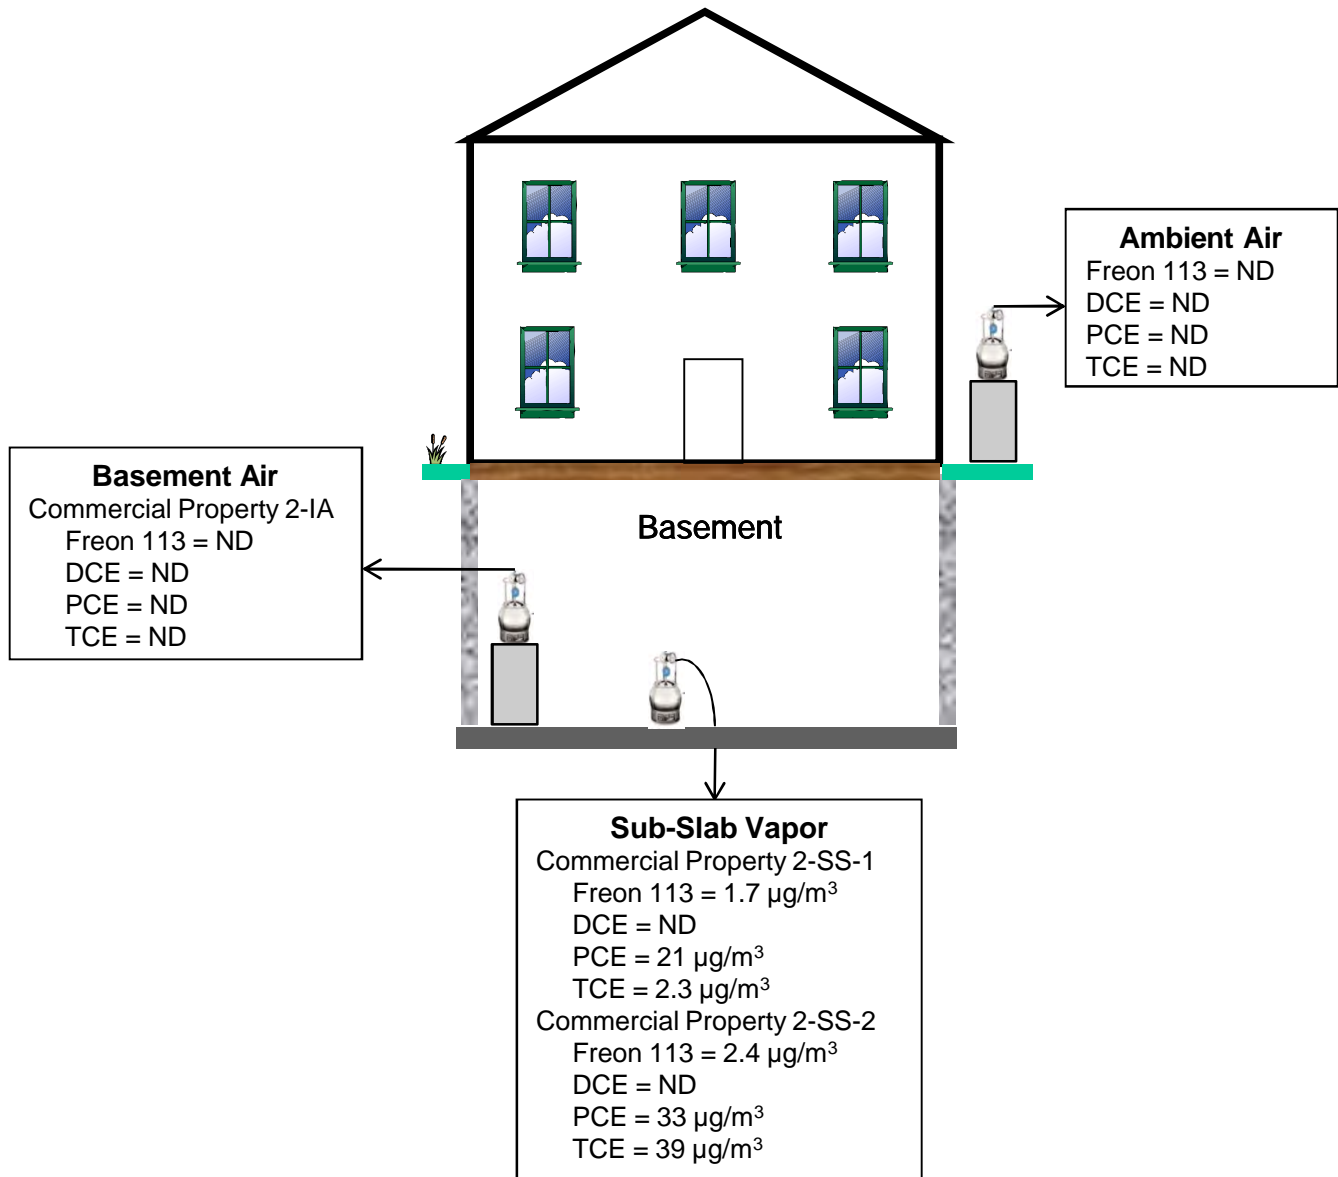 Ambient Air
Freon 113 = ND
DCE = ND
PCE = ND
TCE = ND
Basement Air
Commercial Property 2-IA
Freon 113 = ND
DCE = ND
PCE = ND
TCE = ND
Basement
Sub-Slab Vapor
Commercial Property 2-SS-1
Freon 113 = 1.7 µg/m³
DCE = ND
PCE = 21 µg/m³
TCE = 2.3 µg/m³
Commercial Property 2-SS-2
Freon 113 = 2.4 µg/m³
DCE = ND
PCE = 33 µg/m³
TCE = 39 µg/m³